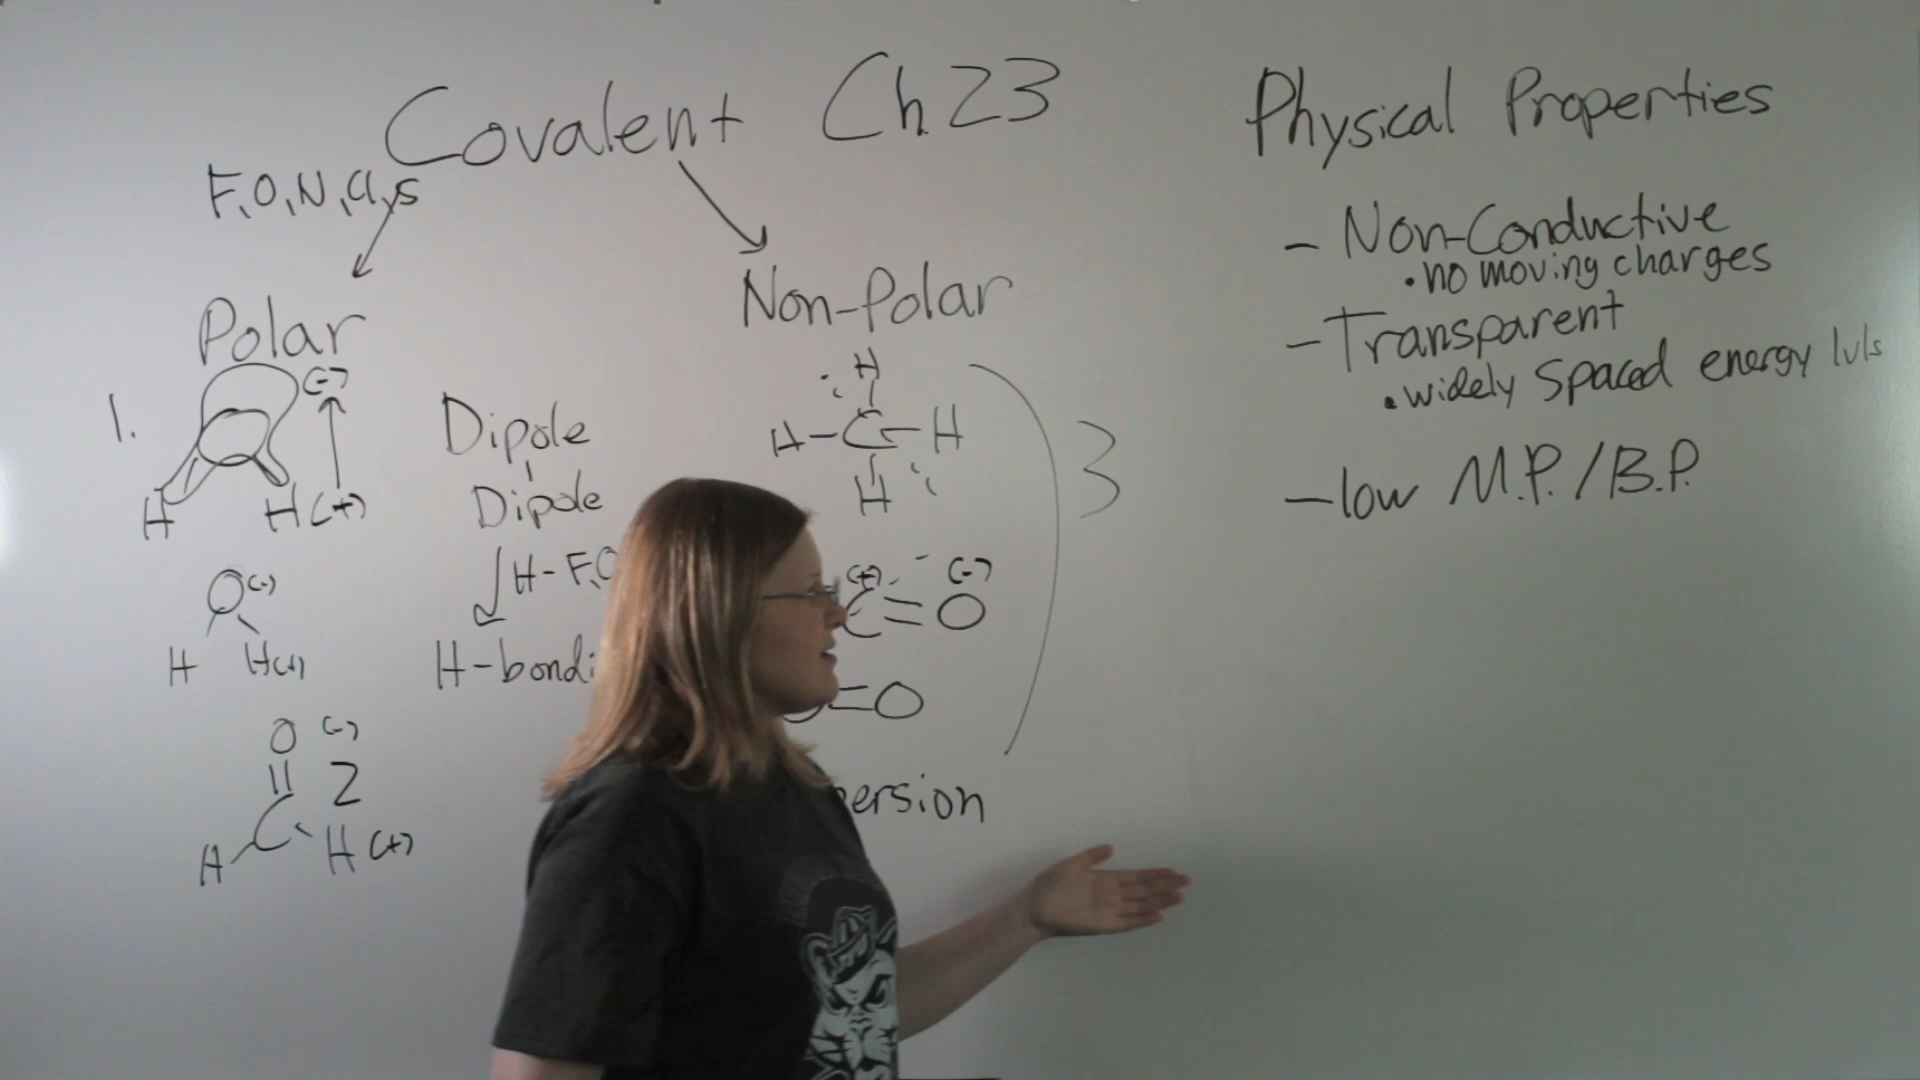 Covalent Ch. 23
F, O, N, Cl, S
Polar
1.
(-)
H
H (+)
O (-)
H
H (+)
O (-)
||
2
C
H
H (+)
Dipole
Dipole
H-F, O
H-bondi
Non-Polar
H
H-C-H
H
3
(+)
(-)
C=O
=O
ersion
Physical Properties
- Non-Conductive
• no moving charges
- Transparent
• widely spaced energy lvls
- low M.P./B.P.